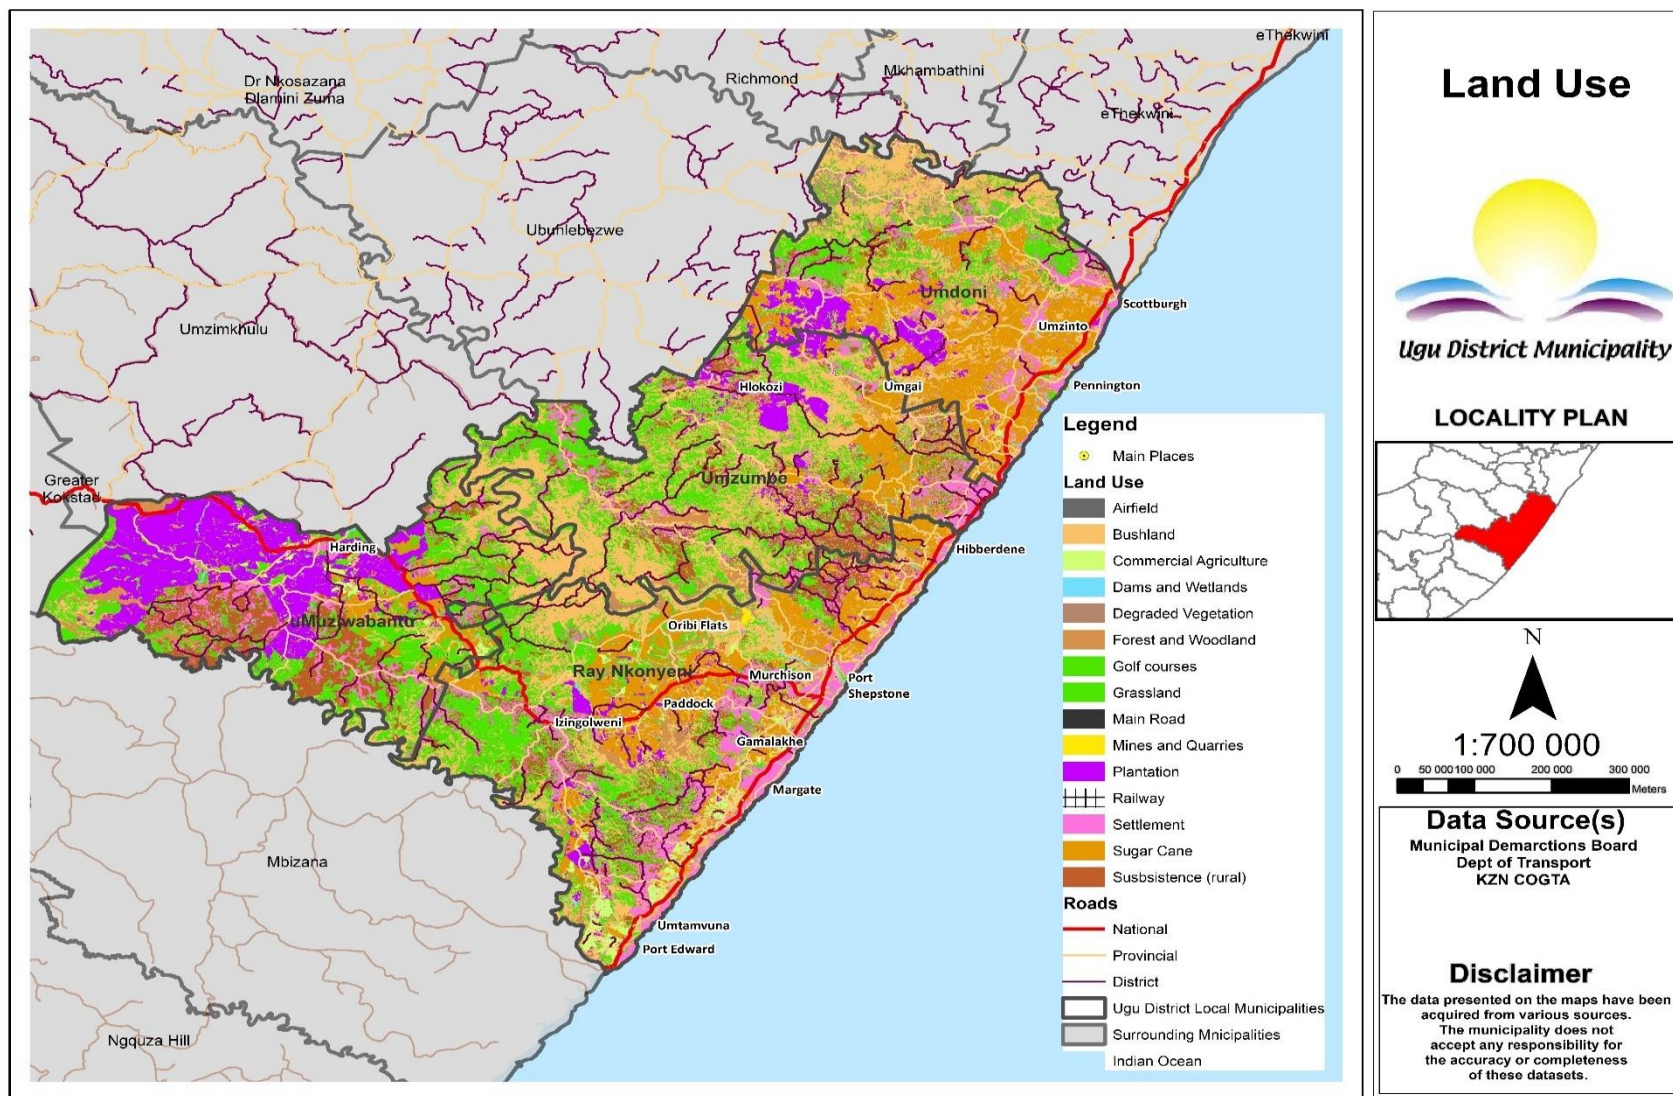 eThekwini
Mkhambathini
Richmond
Dr Nkosazana
Dlamini Zuma
eThekwini
Ubuhlebezwe
Umzimkhulu
Umdoni
Scottburgh
Umzinto
Pennington
Hlokozi
Umgai
Umzumbe
Greater
Kokstad
Harding
Hibberdene
uMuziwabantu
Oribi Flats
Ray Nkonyeni
Murchison
Port
Shepstone
Paddock
Izingolweni
Gamalakhe
Margate
Mbizana
Umtamvuna
Port Edward
Ngquza Hill
Legend
Main Places
Land Use
Airfield
Bushland
Commercial Agriculture
Dams and Wetlands
Degraded Vegetation
Forest and Woodland
Golf courses
Grassland
Main Road
Mines and Quarries
Plantation
Railway
Settlement
Sugar Cane
Susbsistence (rural)
Roads
National
Provincial
District
Ugu District Local Municipalities
Surrounding Mnicipalities
Indian Ocean
Land Use
Ugu District Municipality
LOCALITY PLAN
N
1:700 000
0 50 000 100 000 200 000 300 000
Meters
Data Source(s)
Municipal Demarctions Board
Dept of Transport
KZN COGTA
Disclaimer
The data presented on the maps have been
acquired from various sources.
The municipality does not
accept any responsibility for
the accuracy or completeness
of these datasets.